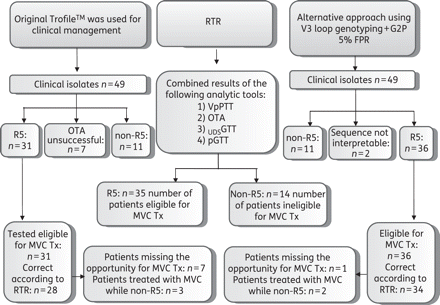 Original Trofile™ was used for
clinical management
RTR
Alternative approach using
V3 loop genotyping+G2P
5% FPR
Clinical isolates n=49
Combined results of the
following analytic tools:
1) VpPTT
2) OTA
3) UDSGTT
4) pGTT
Clinical isolates n=49
R5:
n=31
OTA
unsuccessful:
n=7
non-R5:
n=11
non-R5:
n=11
Sequence not
interpretable:
n=2
R5:
n=36
R5: n=35 number of
patients eligible for
MVC Tx
Non-R5: n=14 number
of patients ineligible
for MVC Tx
Tested eligible
for MVC Tx:
n=31
Correct
according to
RTR: n=28
Patients missing the
opportunity for MVC Tx: n=7
Patients treated with MVC
while non-R5: n=3
Patients missing the
opportunity for MVC Tx: n=1
Patients treated with MVC
while non-R5: n=2
Eligible for
MVC Tx:
n=36
Correct
according to
RTR: n=34